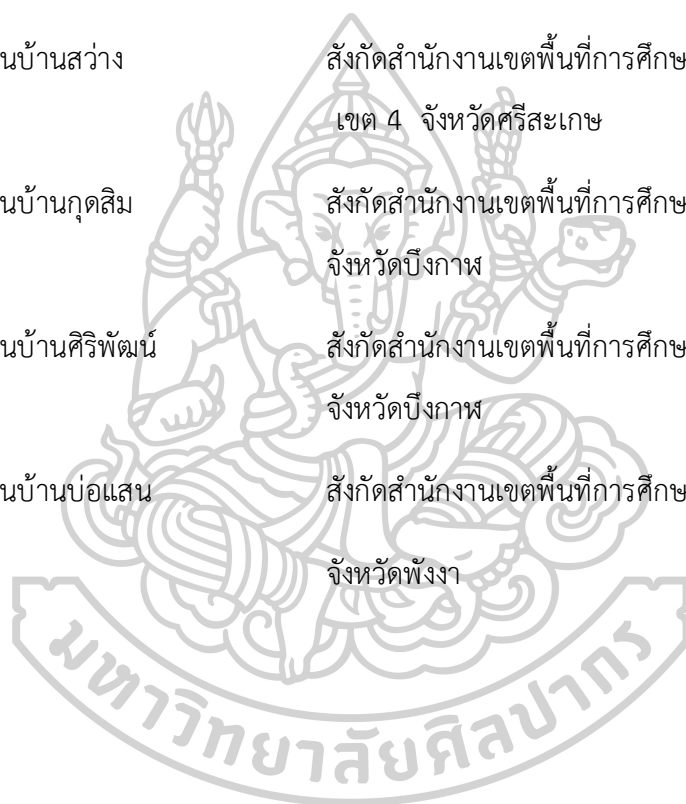 นบ้านสว่าง สังกัดสำนักงานเขตพื้นที่การศึกษ
เขต 4 จังหวัดศรีสะเกษ
นบ้านกุดสิม สังกัดสำนักงานเขตพื้นที่การศึกษ
จังหวัดบึงกาฬ
นบ้านศิริพัฒน์ สังกัดสำนักงานเขตพื้นที่การศึกษ
จังหวัดบึงกาฬ
นบ้านบ่อแสน สังกัดสำนักงานเขตพื้นที่การศึกษ
จังหวัดพังงา
มหาวิทยาลัยศิลปากร